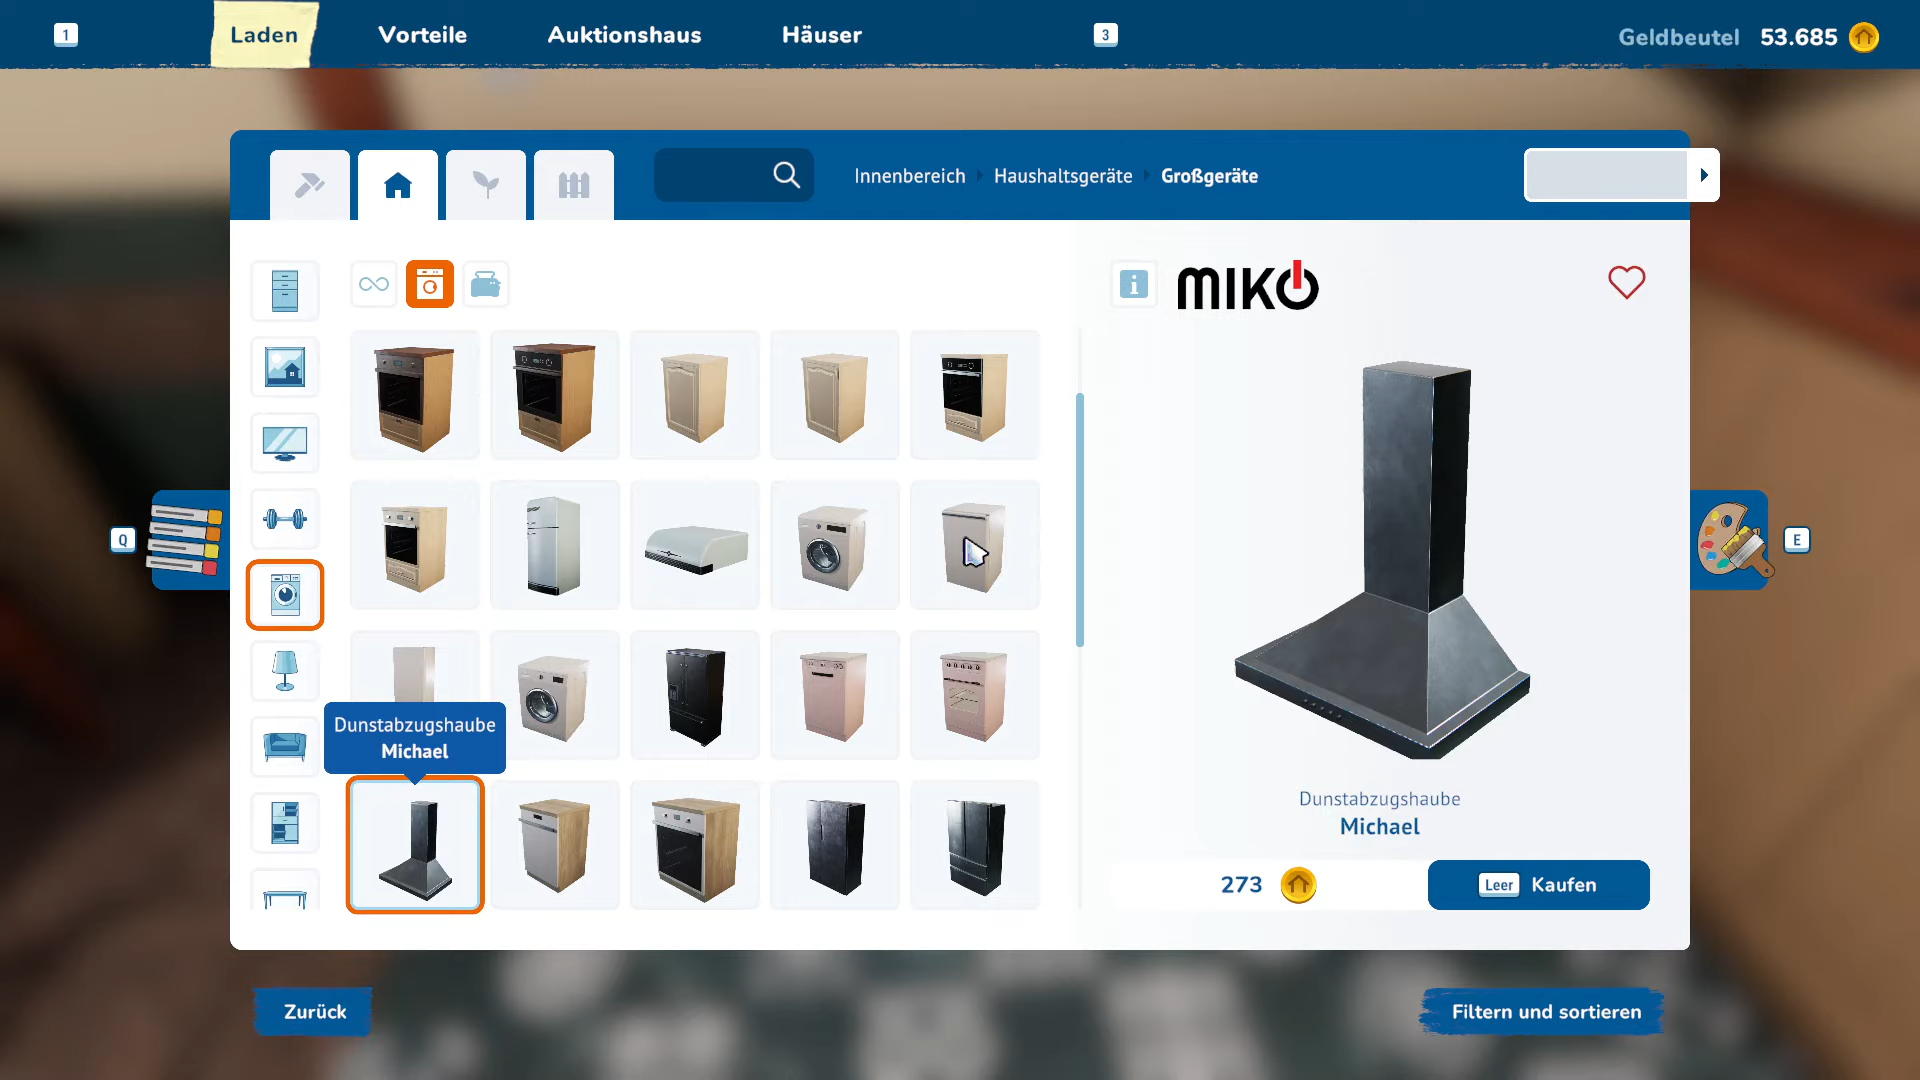 1
Laden
Vorteile
Auktionshaus
Häuser
3
Geldbeutel 53.685
Innenbereich
Haushaltsgeräte
Großgeräte
MIKO
Q
E
Dunstabzugshaube
Michael
Dunstabzugshaube
Michael
273
Leer Kaufen
Zurück
Filtern und sortieren